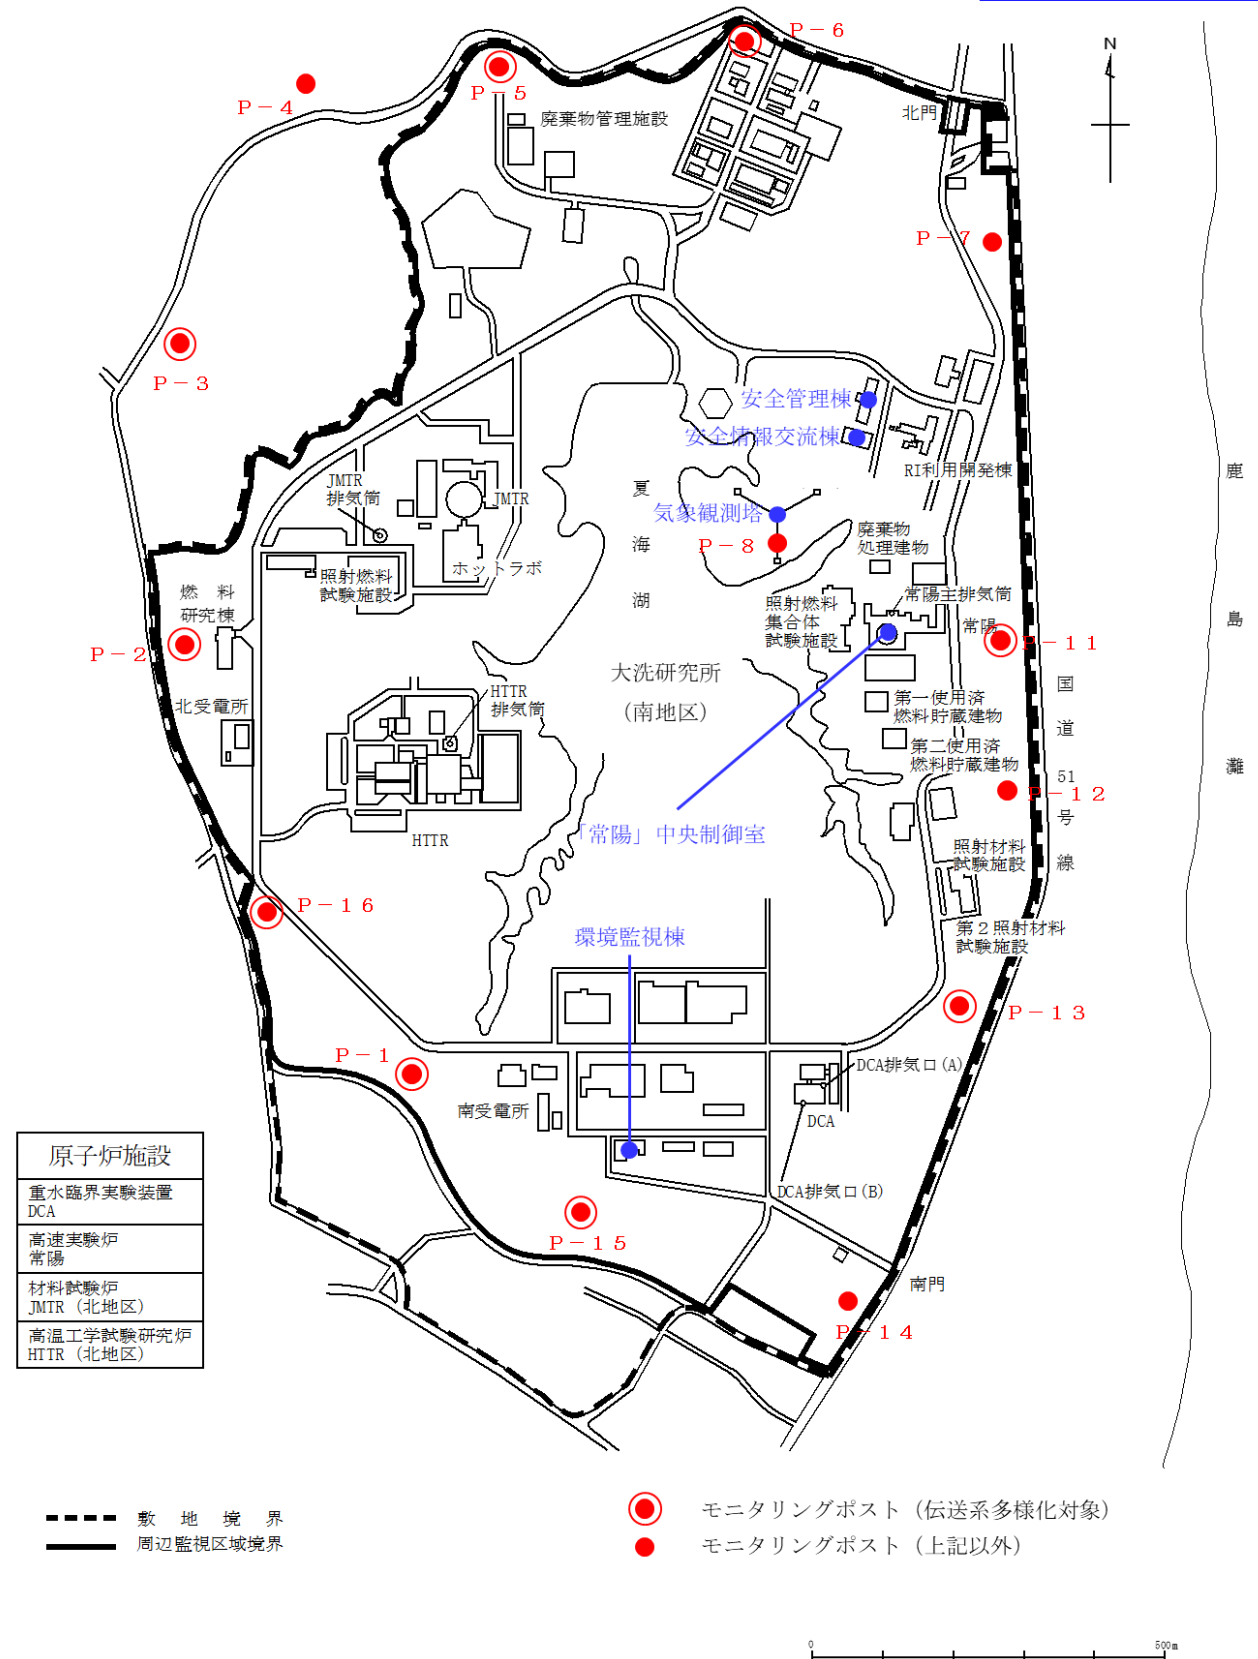 P－6
N
P－4
P－5
北門
廃棄物管理施設
P－7
P－3
安全管理棟
安全情報交流棟
RI利用開発棟
鹿
JMTR
排気筒
JMTR
夏
気象観測塔
P－8
廃棄物
処理建物
海
ホットラボ
照射燃料
試験施設
燃　料
研究棟
湖
照射燃料
集合体
試験施設
常陽主排気筒
常陽
島
P－2
P－11
大洗研究所
（南地区）
国
北受電所
HTTR
排気筒
第一使用済
燃料貯蔵建物
道
第二使用済
燃料貯蔵建物
灘
51
P－12
号
「常陽」中央制御室
HTTR
照射材料
試験施設
線
P－16
第２照射材料
試験施設
環境監視棟
P－13
P－1
DCA排気口(A)
南受電所
DCA
DCA排気口(B)
原子炉施設
重水臨界実験装置
DCA
高速実験炉
常陽
材料試験炉
JMTR（北地区）
高温工学試験研究炉
HTTR（北地区）
P－15
南門
P－14
敷　地　境　界
周辺監視区域境界
モニタリングポスト（伝送系多様化対象）
モニタリングポスト（上記以外）
0
500m